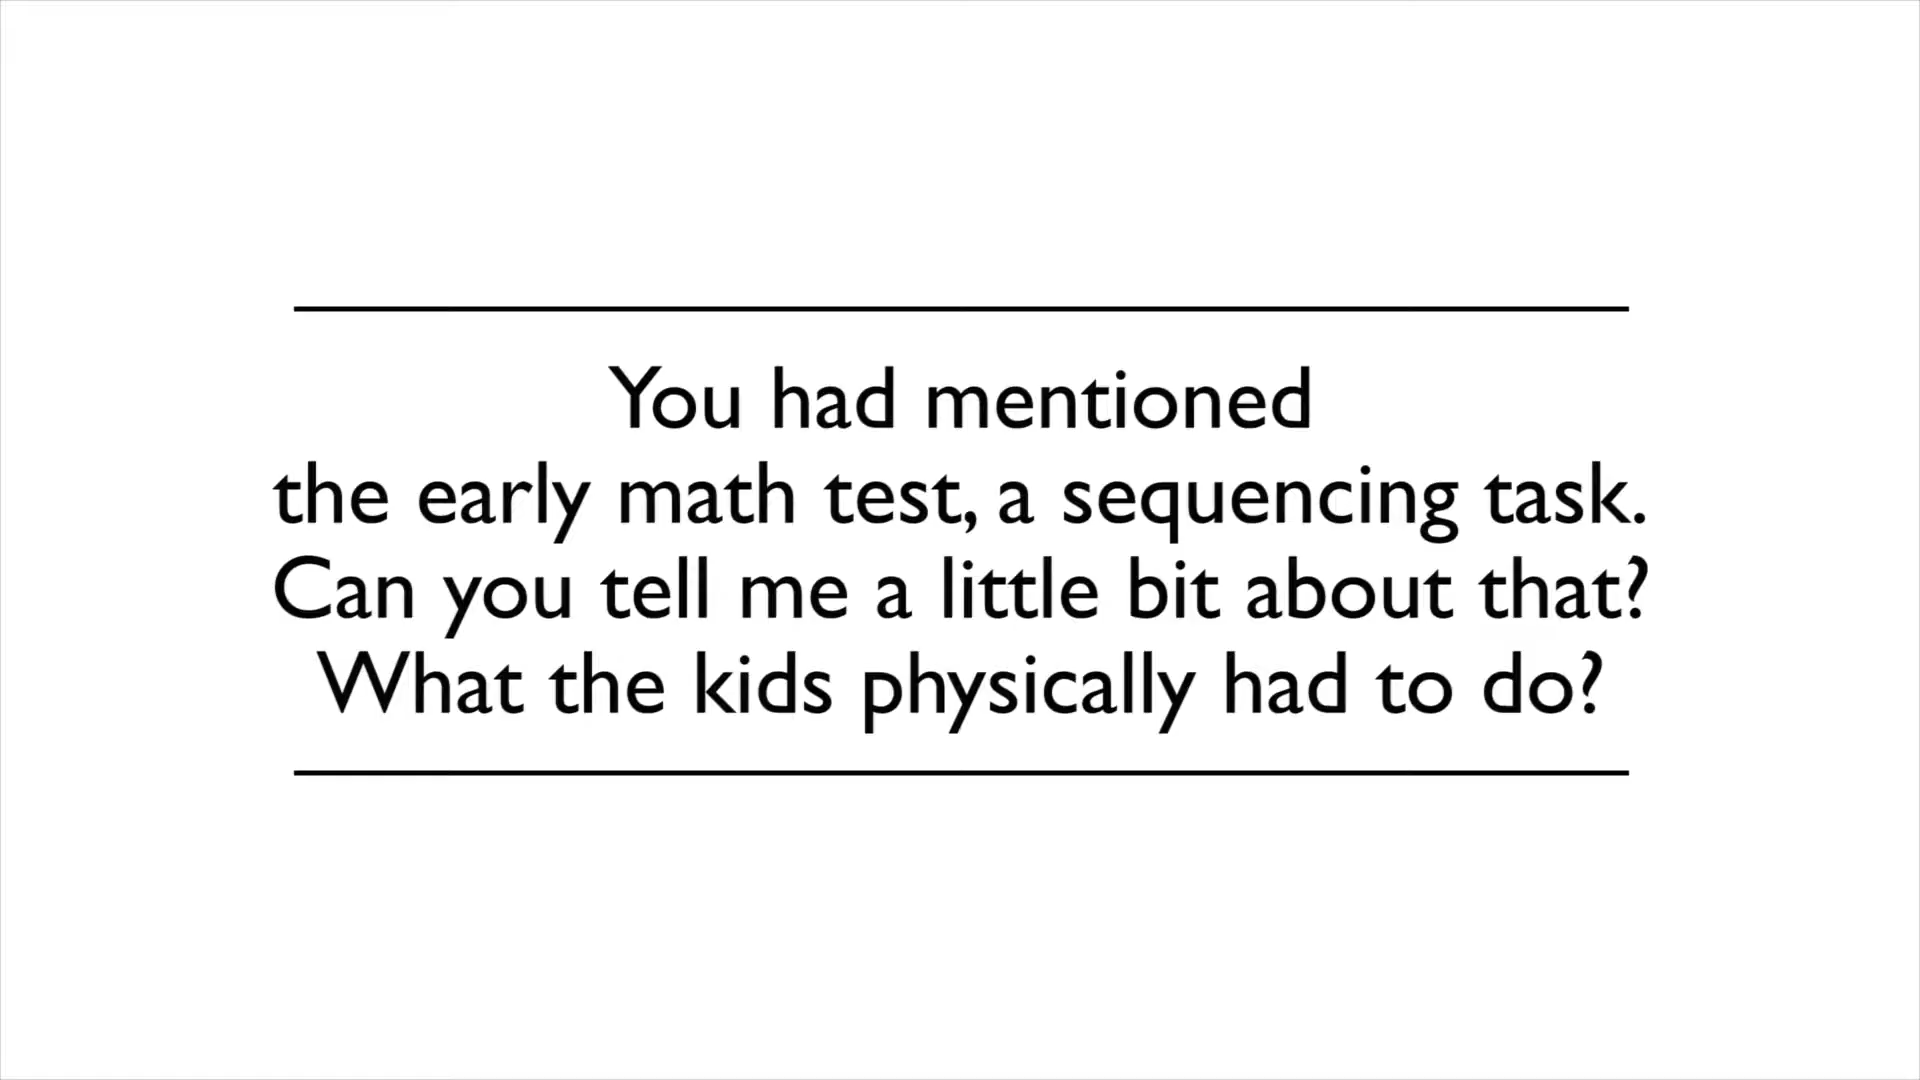 You had mentioned
the early math test, a sequencing task.
Can you tell me a little bit about that?
What the kids physically had to do?